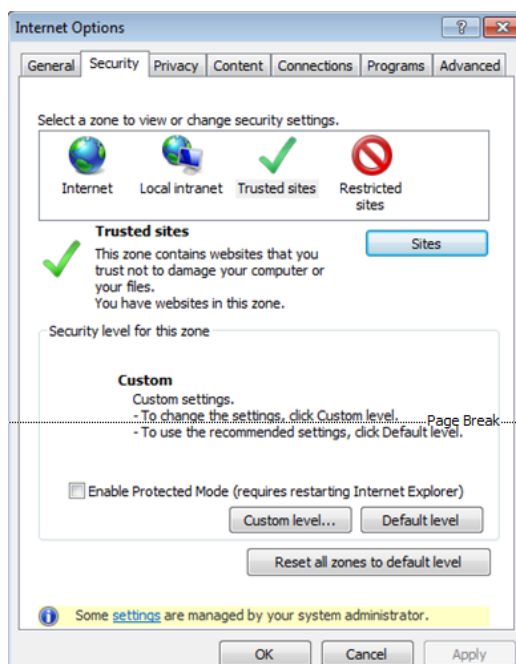 Internet Options
General Security Privacy Content Connections Programs Advanced
Select a zone to view or change security settings.
Internet Local intranet Trusted sites Restricted
sites
Trusted sites
Sites
This zone contains websites that you
trust not to damage your computer or
your files.
You have websites in this zone.
Security level for this zone
Custom
Custom settings.
- To change the settings, click Custom level.
Page Break
- To use the recommended settings, click Default level.
Enable Protected Mode (requires restarting Internet Explorer)
Custom level... Default level
Reset all zones to default level
Some settings are managed by your system administrator.
OK Cancel Apply